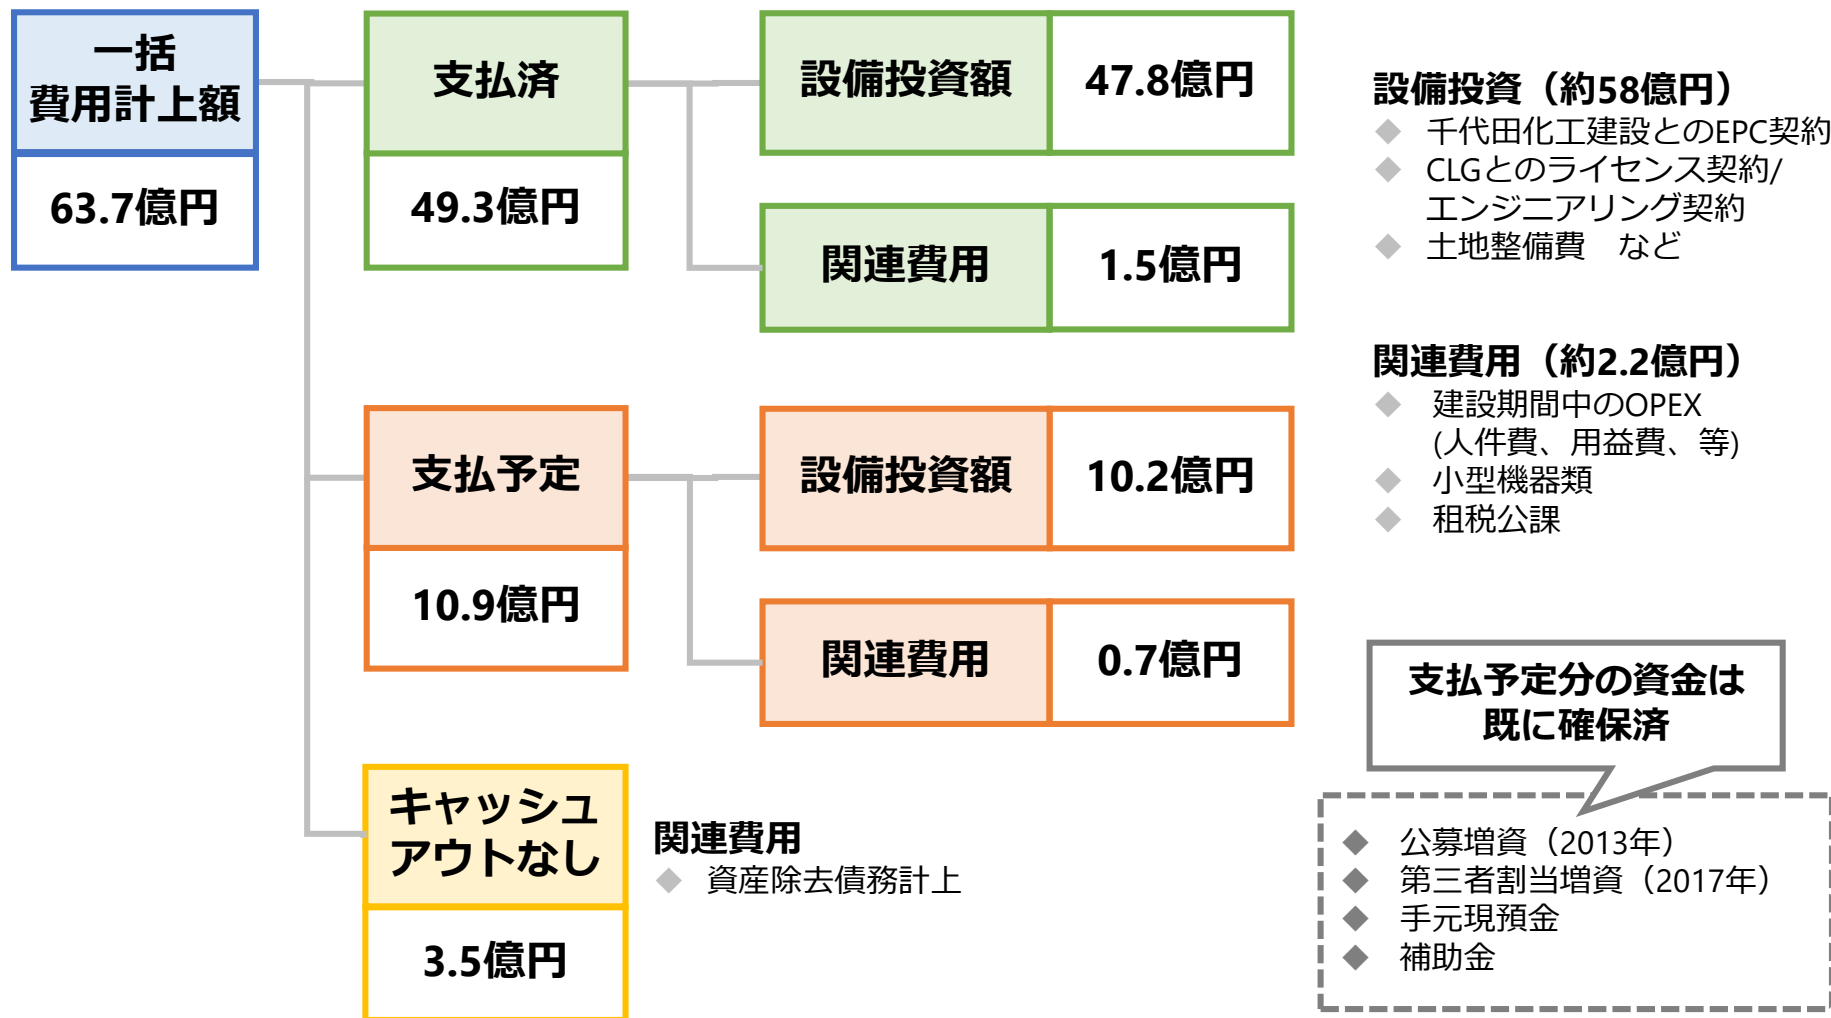 一括
費用計上額
63.7億円
支払済
49.3億円
設備投資額
47.8億円
関連費用
1.5億円
支払予定
10.9億円
設備投資額
10.2億円
関連費用
0.7億円
キャッシュ
アウトなし
3.5億円
関連費用
◆ 資産除去債務計上
設備投資（約58億円）
◆ 千代田化工建設とのEPC契約
◆ CLGとのライセンス契約/
エンジニアリング契約
◆ 土地整備費　など
関連費用（約2.2億円）
◆ 建設期間中のOPEX
(人件費、用益費、等)
◆ 小型機器類
◆ 租税公課
支払予定分の資金は
既に確保済
◆ 公募増資（2013年）
◆ 第三者割当増資（2017年）
◆ 手元現預金
◆ 補助金